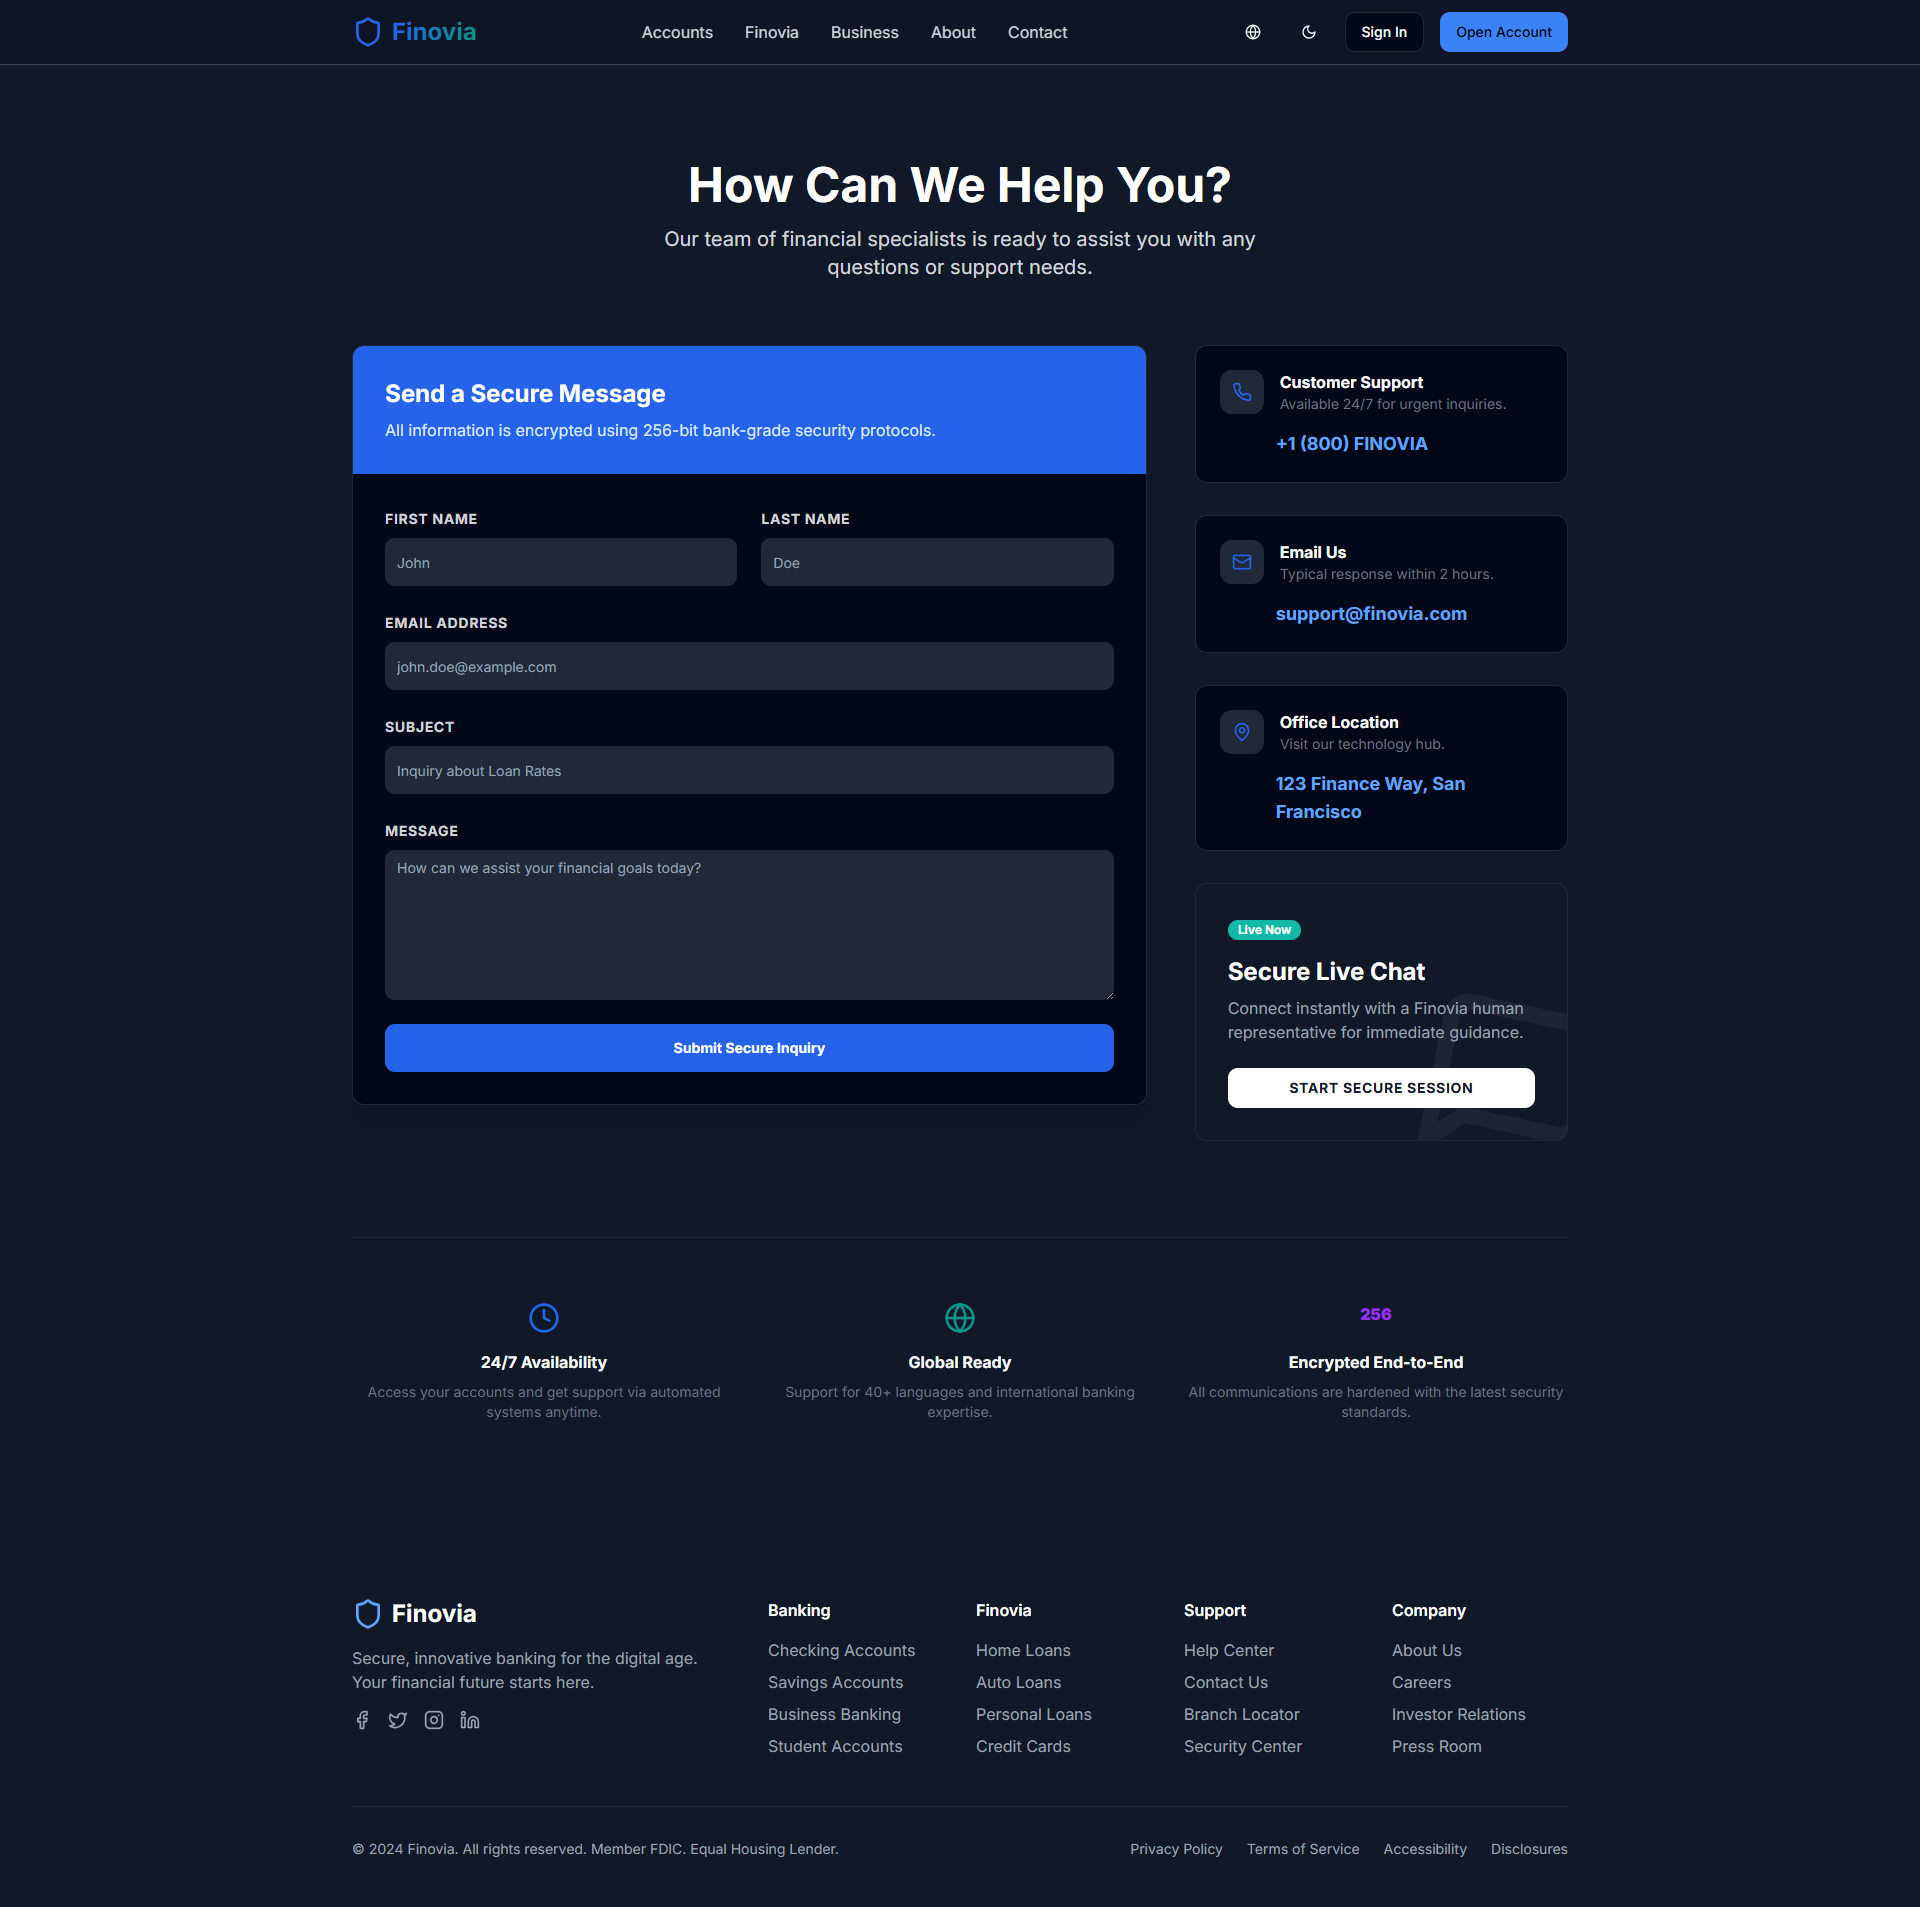 Finovia
Accounts
Finovia
Business
About
Contact
Sign In
Open Account
How Can We Help You?
Our team of financial specialists is ready to assist you with any
questions or support needs.
Send a Secure Message
All information is encrypted using 256-bit bank-grade security protocols.
FIRST NAME
LAST NAME
John
Doe
EMAIL ADDRESS
john.doe@example.com
SUBJECT
Inquiry about Loan Rates
MESSAGE
How can we assist your financial goals today?
Submit Secure Inquiry
Customer Support
Available 24/7 for urgent inquiries.
+1 (800) FINOVIA
Email Us
Typical response within 2 hours.
support@finovia.com
Office Location
Visit our technology hub.
123 Finance Way, San
Francisco
Live Now
Secure Live Chat
Connect instantly with a Finovia human
representative for immediate guidance.
START SECURE SESSION
24/7 Availability
Access your accounts and get support via automated
systems anytime.
Global Ready
Support for 40+ languages and international banking
expertise.
256
Encrypted End-to-End
All communications are hardened with the latest security
standards.
Finovia
Secure, innovative banking for the digital age.
Your financial future starts here.
Banking
Checking Accounts
Savings Accounts
Business Banking
Student Accounts
Finovia
Home Loans
Auto Loans
Personal Loans
Credit Cards
Support
Help Center
Contact Us
Branch Locator
Security Center
Company
About Us
Careers
Investor Relations
Press Room
© 2024 Finovia. All rights reserved. Member FDIC. Equal Housing Lender.
Privacy Policy
Terms of Service
Accessibility
Disclosures